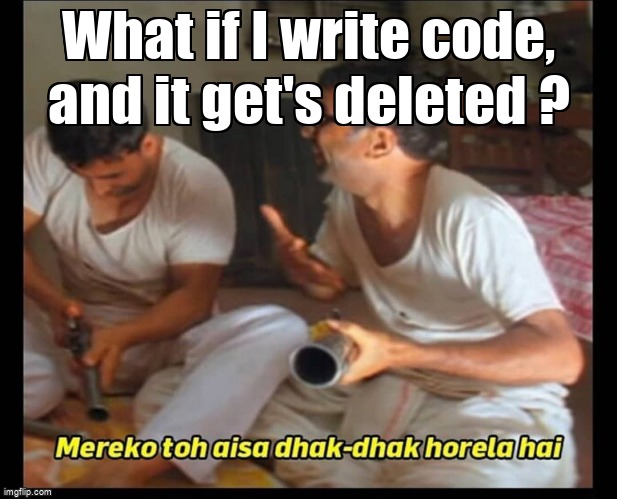 What if I write code,
and it get's deleted ?
Mereko toh aisa dhak-dhak horela hai
imgflip.com